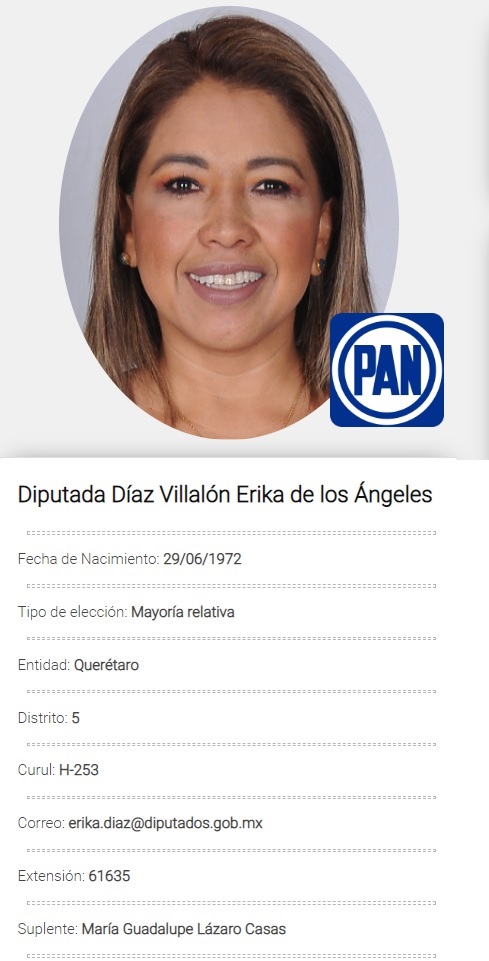 PAN
Diputada Díaz Villalón Erika de los Ángeles
Fecha de Nacimiento: 29/06/1972
Tipo de elección: Mayoría relativa
Entidad: Querétaro
Distrito: 5
Curul: H-253
Correo: erika.diaz@diputados.gob.mx
Extensión: 61635
Suplente: María Guadalupe Lázaro Casas